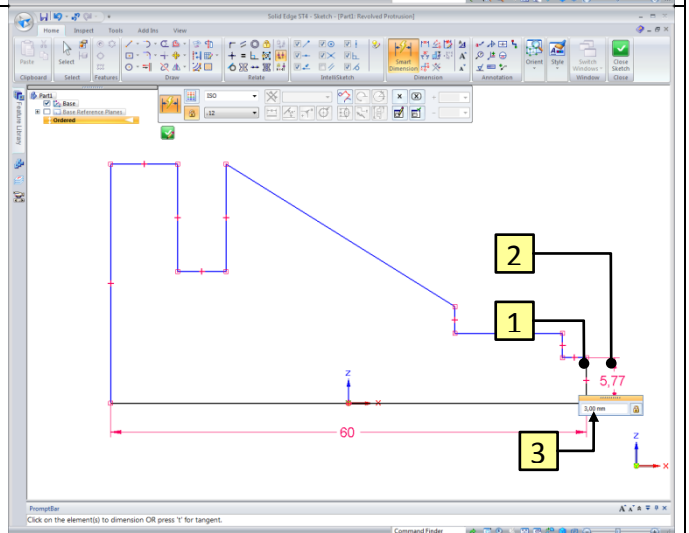 Solid Edge ST4 - Sketch - [Part1: Revolved Protrusion]
Home Inspect Tools Add Ins View
Paste
Select
Smart Dimension
Orient
Style
Switch Windows
Close Sketch
Clipboard Select Features Draw Relate IntelliSketch Dimension Annotation Window Close
Feature Library
Part1
Base
Base Reference Planes
Ordered
ISO
.12
2
1
Z
5,77
X
3,00 mm
60
3
Z
X
PromptBar
Click on the element(s) to dimension OR press 't' for tangent.
Command Finder